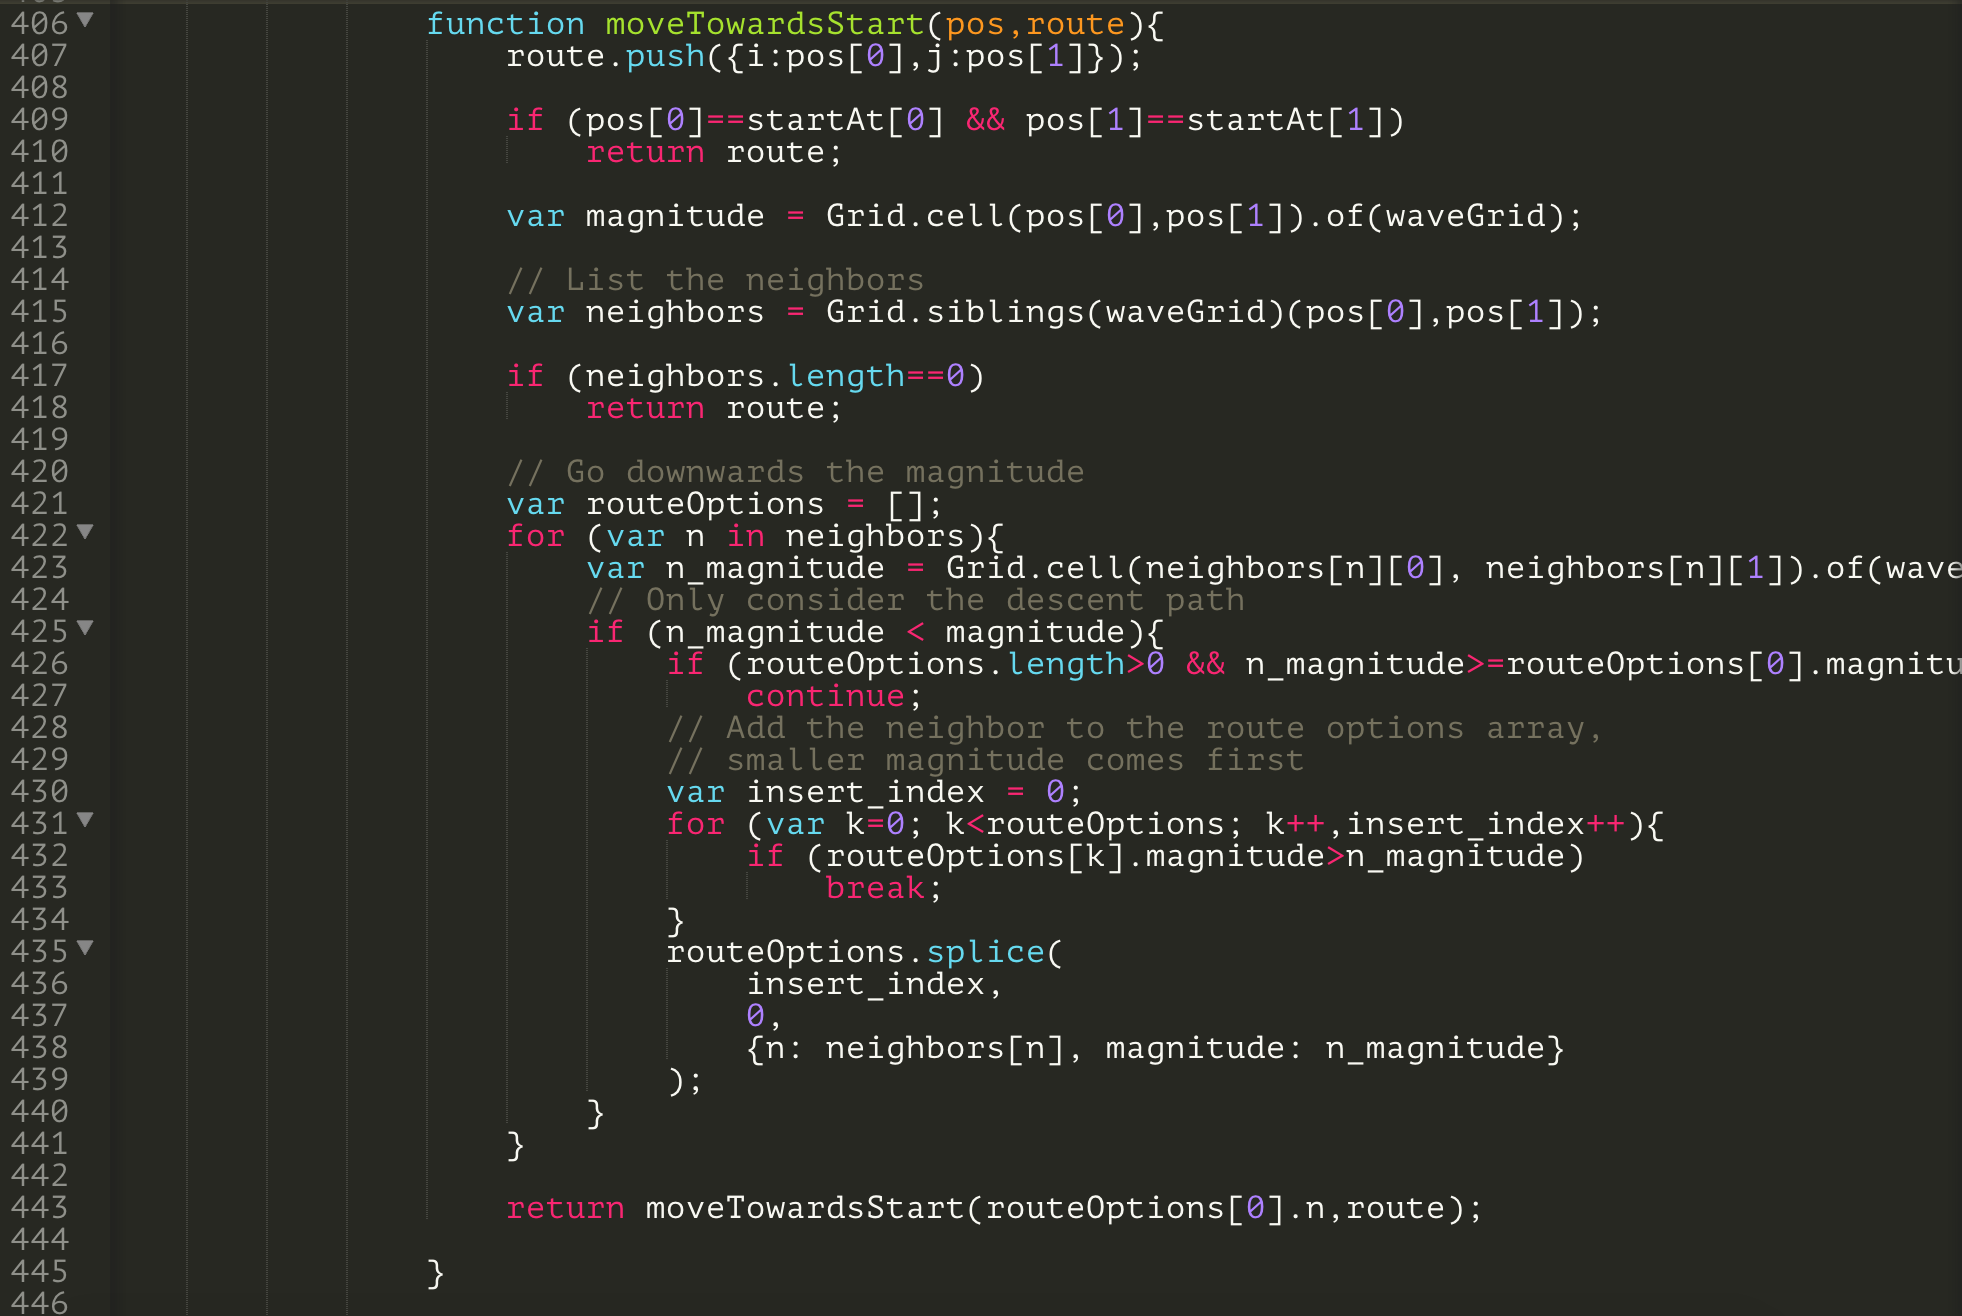 406 function moveTowardsStart(pos,route){
407 route.push({i:pos[0],j:pos[1]});
408
409 if (pos[0]==startAt[0] && pos[1]==startAt[1])
410 return route;
411
412 var magnitude = Grid.cell(pos[0],pos[1]).of(waveGrid);
413
414 // List the neighbors
415 var neighbors = Grid.siblings(waveGrid)(pos[0],pos[1]);
416
417 if (neighbors.length==0)
418 return route;
419
420 // Go downwards the magnitude
421 var routeOptions = [];
422 for (var n in neighbors){
423 var n_magnitude = Grid.cell(neighbors[n][0], neighbors[n][1]).of(wave
424 // Only consider the descent path
425 if (n_magnitude < magnitude){
426 if (routeOptions.length>0 && n_magnitude>=routeOptions[0].magnitu
427 continue;
428 // Add the neighbor to the route options array,
429 // smaller magnitude comes first
430 var insert_index = 0;
431 for (var k=0; k<routeOptions; k++,insert_index++){
432 if (routeOptions[k].magnitude>n_magnitude)
433 break;
434 }
435 routeOptions.splice(
436 insert_index,
437 0,
438 {n: neighbors[n], magnitude: n_magnitude}
439 );
440 }
441 }
442
443 return moveTowardsStart(routeOptions[0].n,route);
444
445 }
446